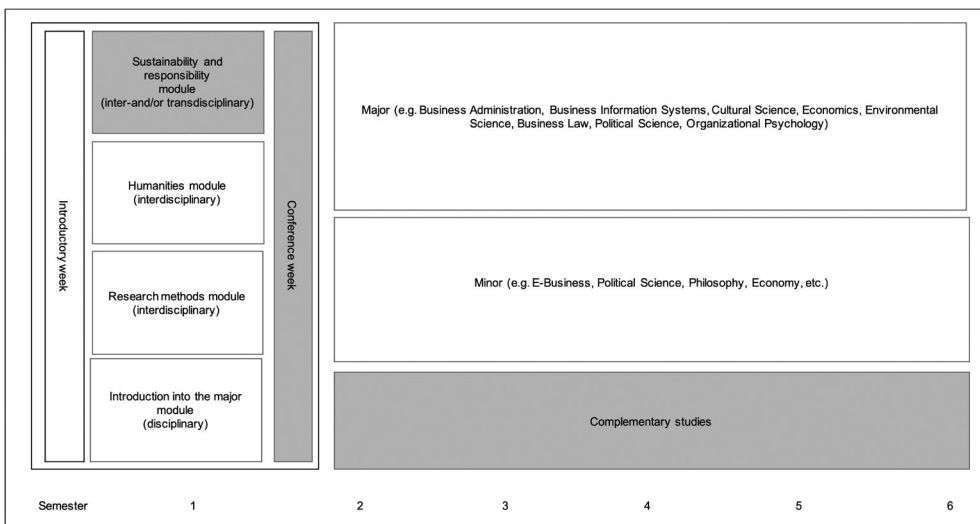 Introductory week
Sustainability and
responsibility
module
(inter-and/or transdisciplinary)
Humanities module
(interdisciplinary)
Research methods module
(interdisciplinary)
Introduction into the major
module
(disciplinary)
Conference week
Major (e.g. Business Administration, Business Information Systems, Cultural Science, Economics, Environmental
Science, Business Law, Political Science, Organizational Psychology)
Minor (e.g. E-Business, Political Science, Philosophy, Economy, etc.)
Complementary studies
Semester 1 2 3 4 5 6